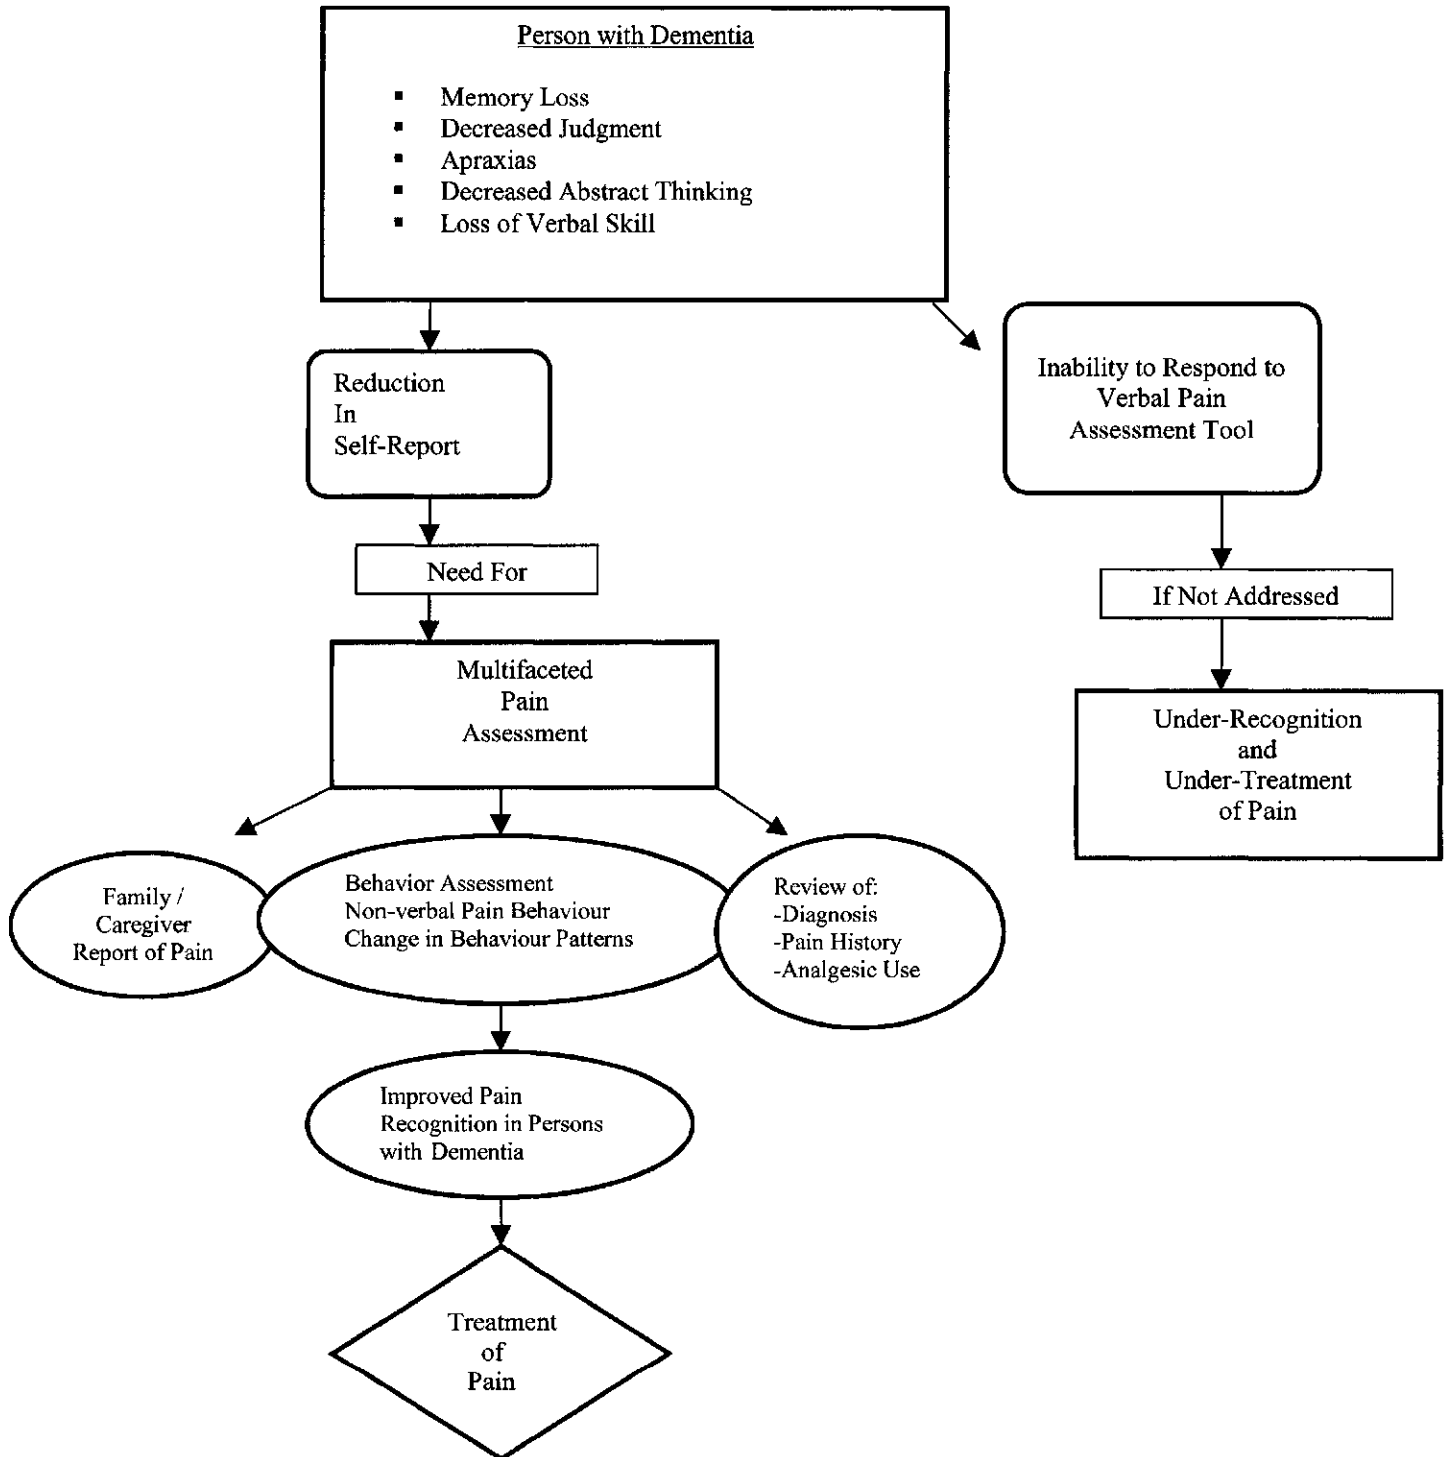 Person with Dementia
▪ Memory Loss
▪ Decreased Judgment
▪ Apraxias
▪ Decreased Abstract Thinking
▪ Loss of Verbal Skill
Reduction
In
Self-Report
Inability to Respond to
Verbal Pain
Assessment Tool
Need For
If Not Addressed
Multifaceted
Pain
Assessment
Under-Recognition
and
Under-Treatment
of Pain
Family /
Caregiver
Report of Pain
Behavior Assessment
Non-verbal Pain Behaviour
Change in Behaviour Patterns
Review of:
-Diagnosis
-Pain History
-Analgesic Use
Improved Pain
Recognition in Persons
with Dementia
Treatment
of
Pain